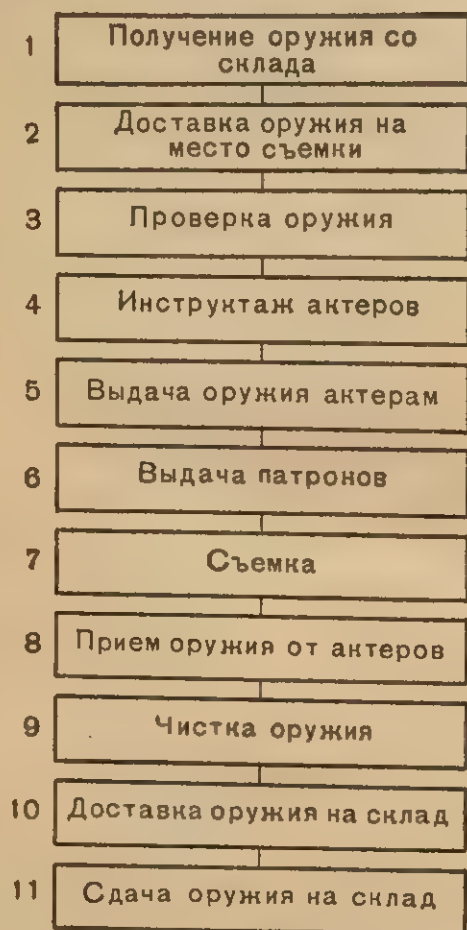 1 Получение оружия со
склада
2 Доставка оружия на
место съемки
3 Проверка оружия
4 Инструктаж актеров
5 Выдача оружия актерам
6 Выдача патронов
7 Съемка
8 Прием оружия от актеров
9 Чистка оружия
10 Доставка оружия на склад
11 Сдача оружия на склад